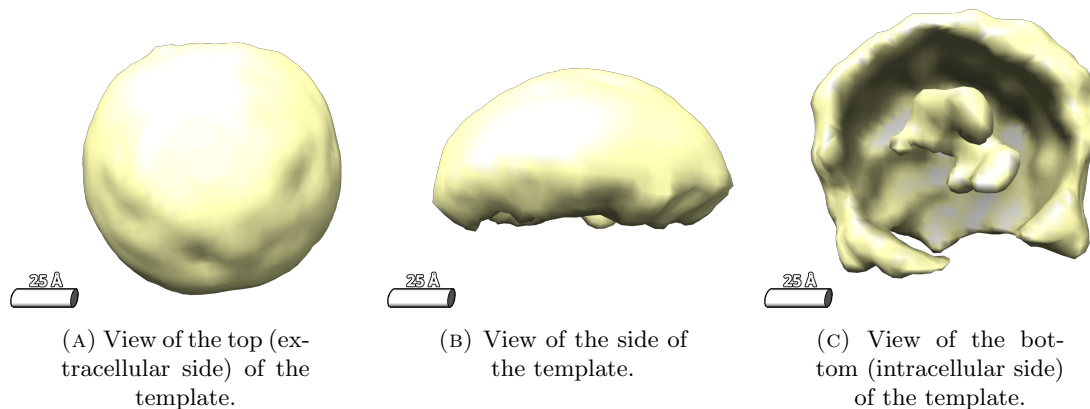 25 Å
25 Å
25 Å
(A) View of the top (ex-
tracellular side) of the
template.
(B) View of the side of
the template.
(C) View of the bot-
tom (intracellular side)
of the template.